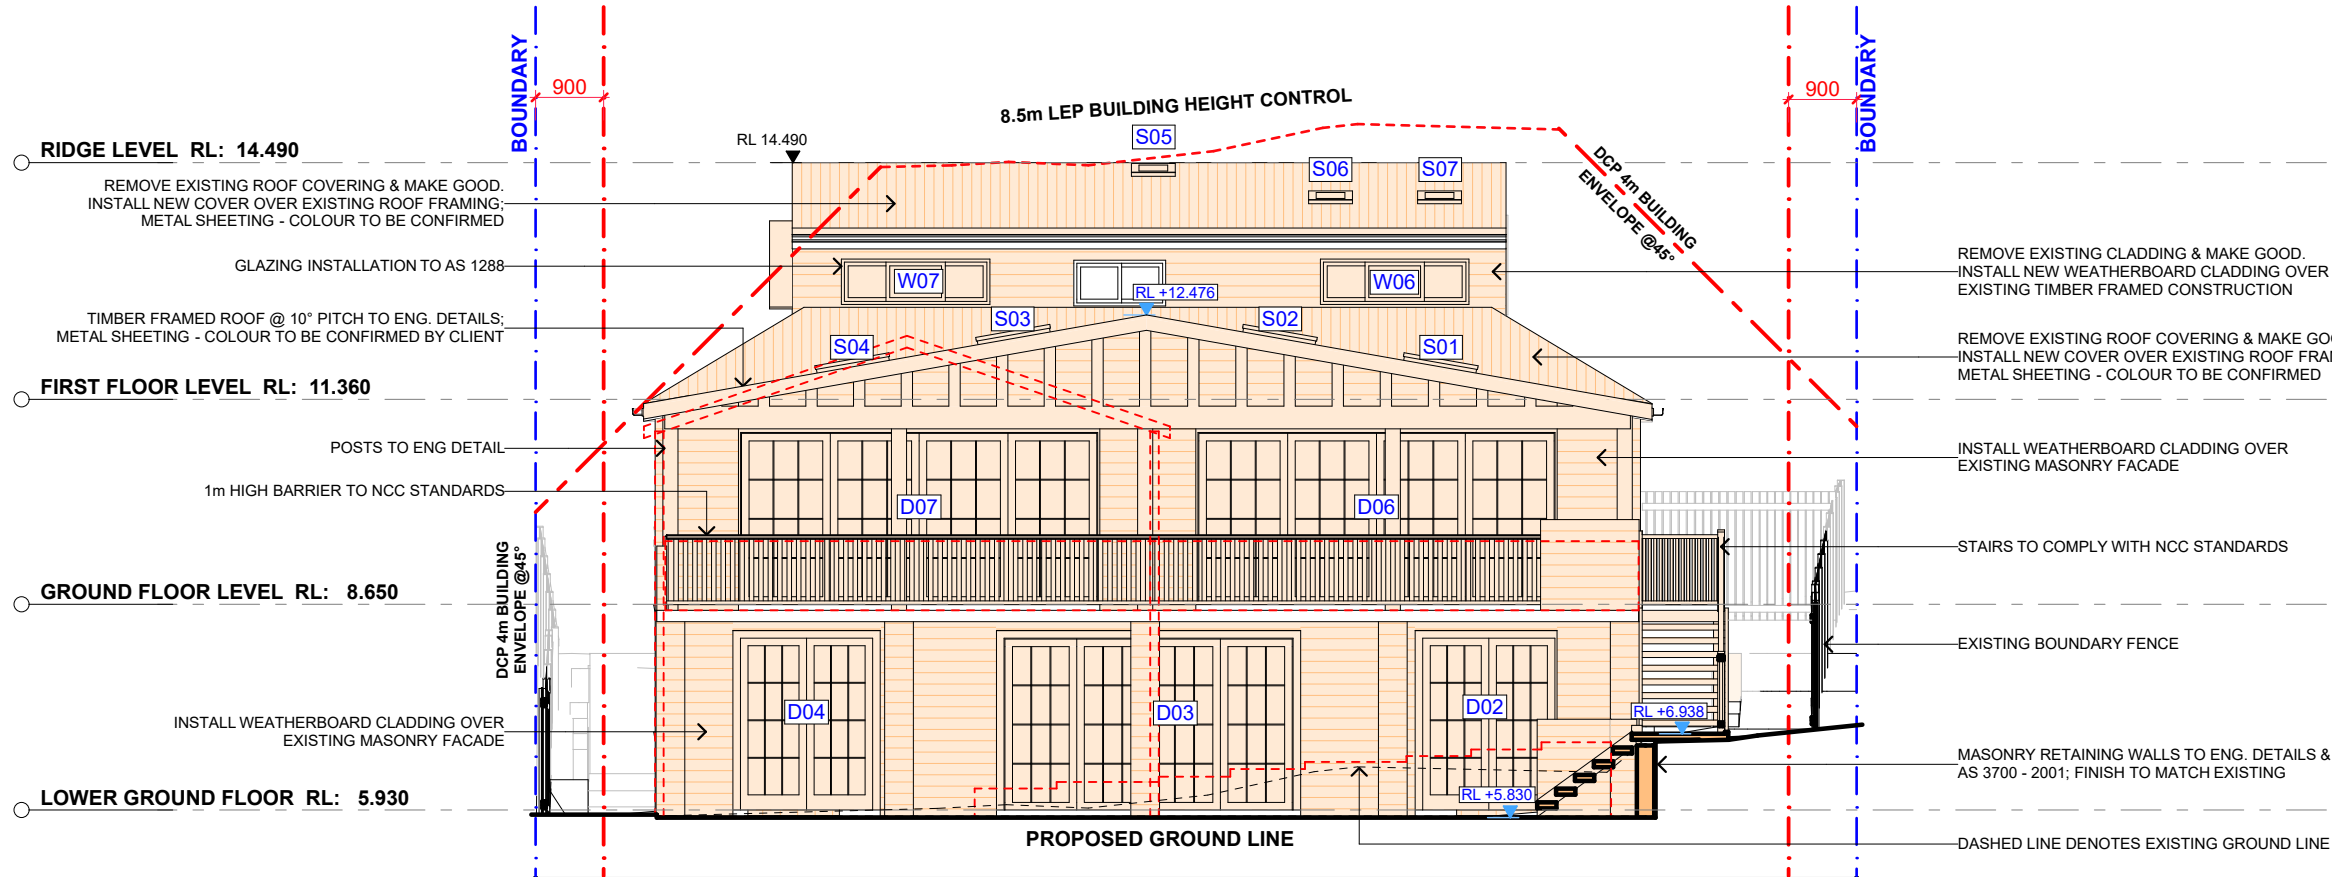 BOUNDARY
900
8.5m LEP BUILDING HEIGHT CONTROL
900
BOUNDARY
RIDGE LEVEL RL: 14.490
RL 14.490
S05
S06
S07
DCP 4m BUILDING
ENVELOPE @45°
REMOVE EXISTING ROOF COVERING & MAKE GOOD.
INSTALL NEW COVER OVER EXISTING ROOF FRAMING;
METAL SHEETING - COLOUR TO BE CONFIRMED
GLAZING INSTALLATION TO AS 1288
W07
RL +12.476
W06
REMOVE EXISTING CLADDING & MAKE GOOD.
INSTALL NEW WEATHERBOARD CLADDING OVER
EXISTING TIMBER FRAMED CONSTRUCTION
TIMBER FRAMED ROOF @ 10° PITCH TO ENG. DETAILS;
METAL SHEETING - COLOUR TO BE CONFIRMED BY CLIENT
S04
S03
S02
S01
REMOVE EXISTING ROOF COVERING & MAKE GO
INSTALL NEW COVER OVER EXISTING ROOF FRA
METAL SHEETING - COLOUR TO BE CONFIRMED
FIRST FLOOR LEVEL RL: 11.360
POSTS TO ENG DETAIL
1m HIGH BARRIER TO NCC STANDARDS
D07
D06
INSTALL WEATHERBOARD CLADDING OVER
EXISTING MASONRY FACADE
DCP 4m BUILDING
ENVELOPE @45°
STAIRS TO COMPLY WITH NCC STANDARDS
GROUND FLOOR LEVEL RL: 8.650
EXISTING BOUNDARY FENCE
INSTALL WEATHERBOARD CLADDING OVER
EXISTING MASONRY FACADE
D04
D03
D02
RL +6.938
MASONRY RETAINING WALLS TO ENG. DETAILS &
AS 3700 - 2001; FINISH TO MATCH EXISTING
LOWER GROUND FLOOR RL: 5.930
RL +5.830
PROPOSED GROUND LINE
DASHED LINE DENOTES EXISTING GROUND LINE